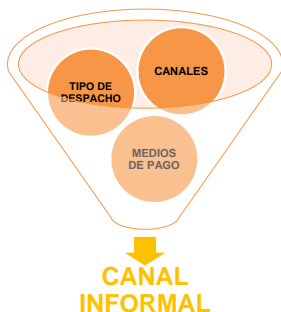 CANALES
TIPO DE
DESPACHO
MEDIOS
DE PAGO
CANAL
INFORMAL